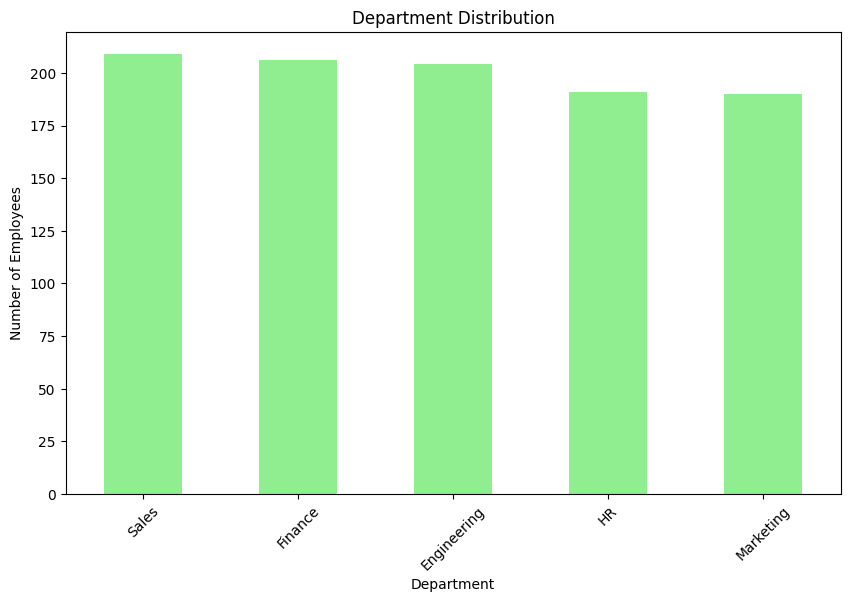 Department Distribution
Number of Employees
200
175
150
125
100
75
50
25
0
Sales
Finance
Engineering
HR
Marketing
Department